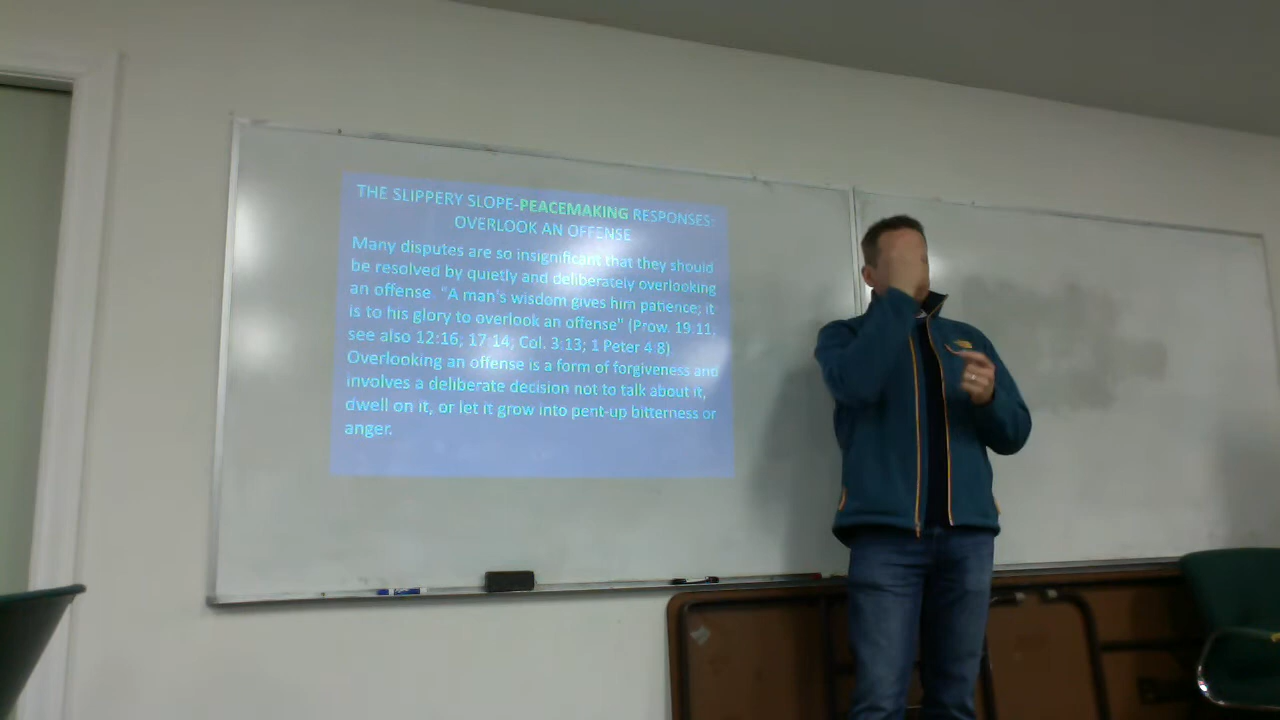 THE SLIPPERY SLOPE-PEACEMAKING RESPONSES-
OVERLOOK AN OFFENSE
Many disputes are so insignificant that they should
be resolved by quietly and deliberately overlooking
an offense. "A man's wisdom gives him patience; it
is to his glory to overlook an offense" (Prow. 19:11,
see also 12:16; 17:14; Col. 3:13; 1 Peter 4:8)
Overlooking an offense is a form of forgiveness and
involves a deliberate decision not to talk about it,
dwell on it, or let it grow into pent-up bitterness or
anger.